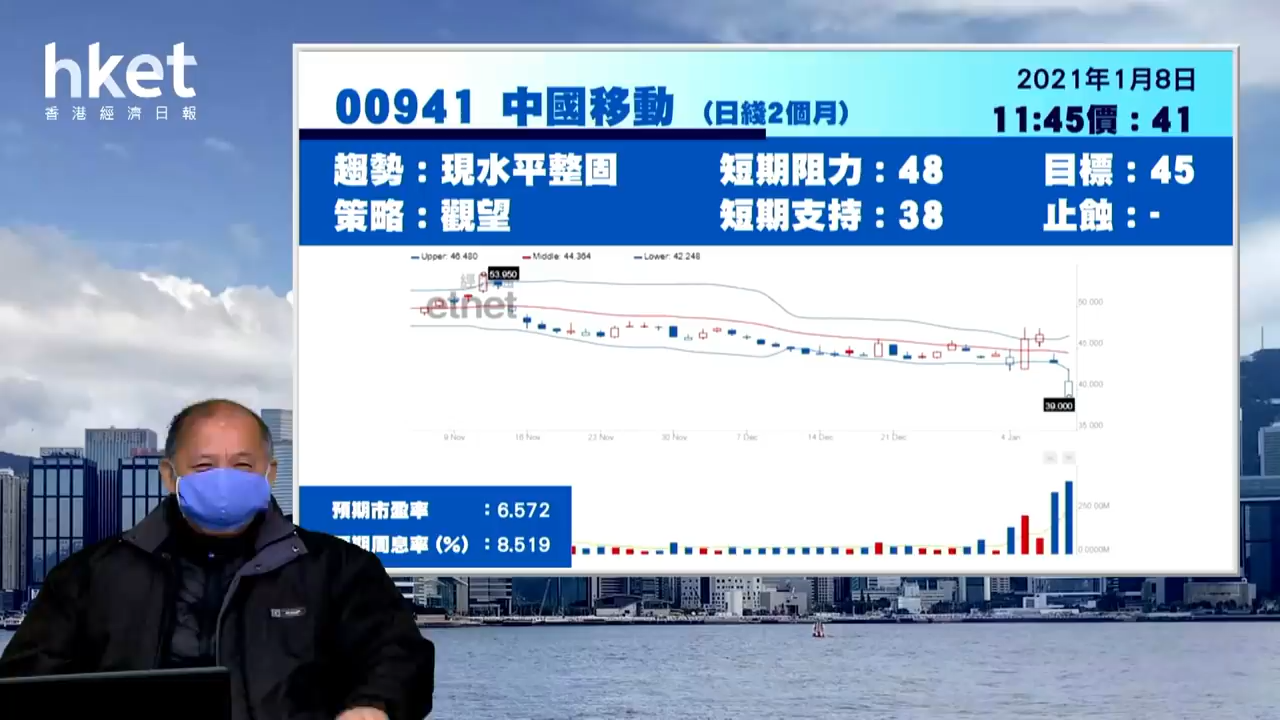 hket
香港經濟日報
00941 中國移動 (日綫2個月)
2021年1月8日
11:45價：41
趨勢：現水平整固
短期阻力：48
目標：45
策略：觀望
短期支持：38
止蝕：-
Upper: 46.480
Middle: 44.364
Lower: 42.248
53.950
etnet
50.000
45.000
40.000
39.000
35.000
9 Nov
16 Nov
23 Nov
30 Nov
7 Dec
14 Dec
21 Dec
4 Jan
250.00M
0.0000M
預期市盈率 ：6.572
期周息率 (%) ：8.519